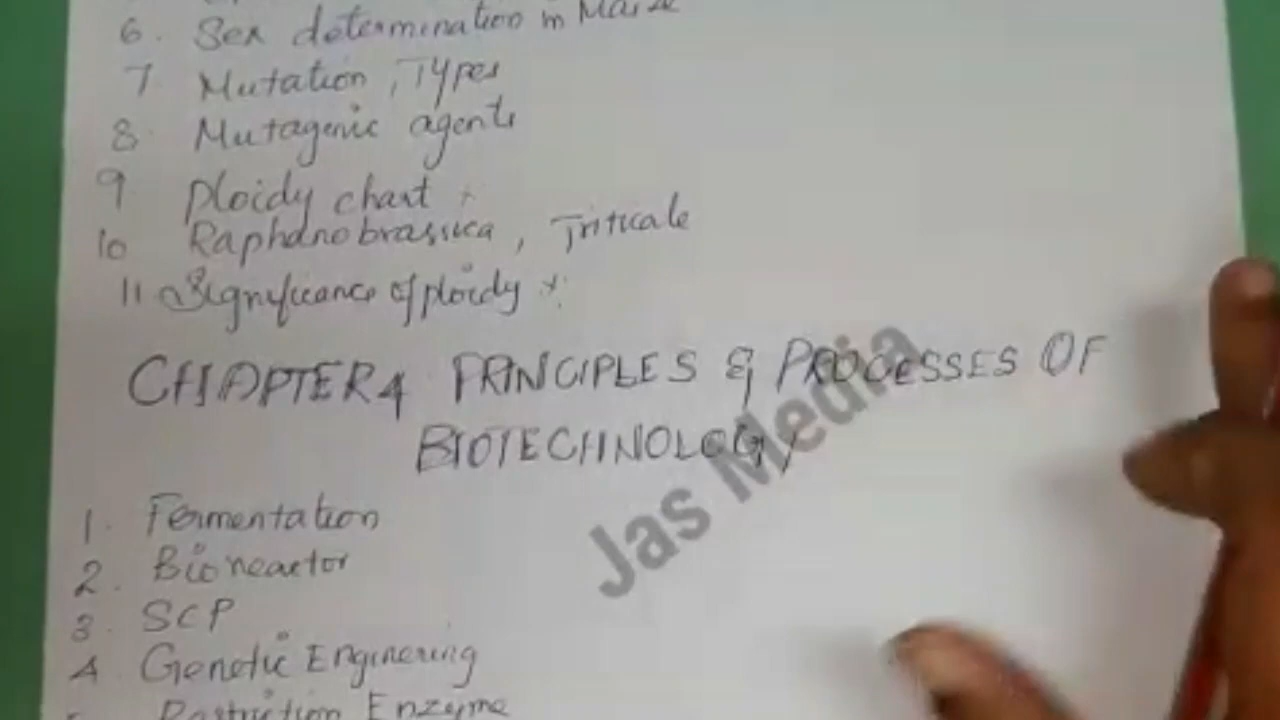 6. Sex determination in Maize
7 Mutation, Types
8 Mutagenic agents
9 Ploidy chart
10 Raphanobrassica, Triticale
11 Significance of ploidy *
CHAPTER 4 PRINCIPLES & PROCESSES OF
BIOTECHNOLOGY
Jas Media
1. Fermentation
2. Bioreactor
3. SCP
4 Genetic Enginering
5. Restriction Enzyme